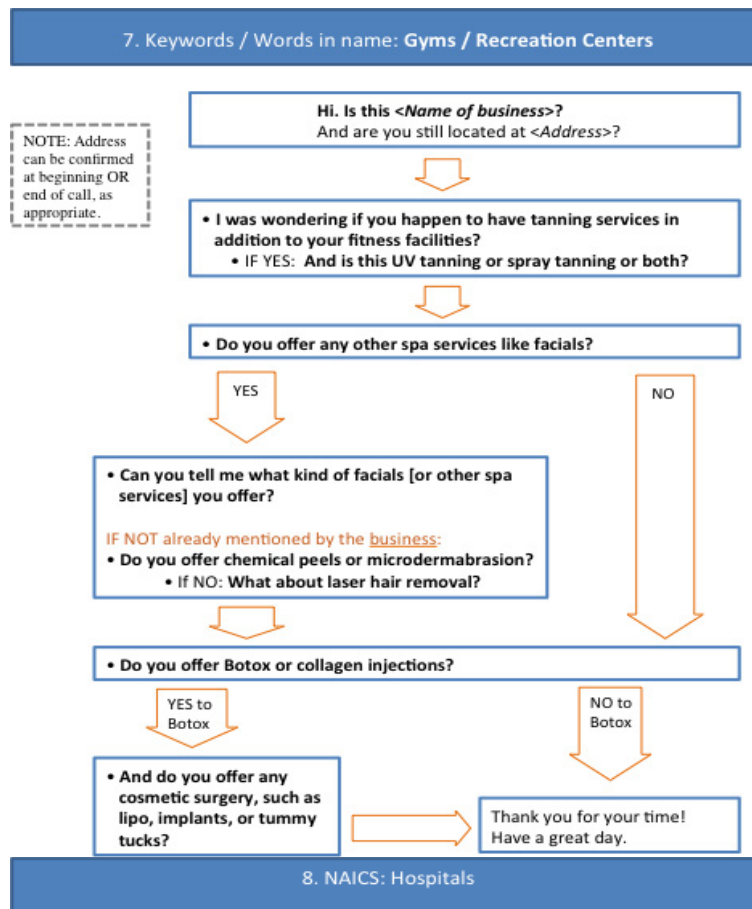 7. Keywords / Words in name: Gyms / Recreation Centers
Hi. Is this <Name of business>?
And are you still located at <Address>?
NOTE: Address
can be confirmed
at beginning OR
end of call, as
appropriate.
• I was wondering if you happen to have tanning services in
addition to your fitness facilities?
• IF YES: And is this UV tanning or spray tanning or both?
• Do you offer any other spa services like facials?
YES
NO
• Can you tell me what kind of facials [or other spa
services] you offer?
IF NOT already mentioned by the business:
• Do you offer chemical peels or microdermabrasion?
• If NO: What about laser hair removal?
• Do you offer Botox or collagen injections?
YES to
Botox
NO to
Botox
• And do you offer any
cosmetic surgery, such as
lipo, implants, or tummy
tucks?
Thank you for your time!
Have a great day.
8. NAICS: Hospitals